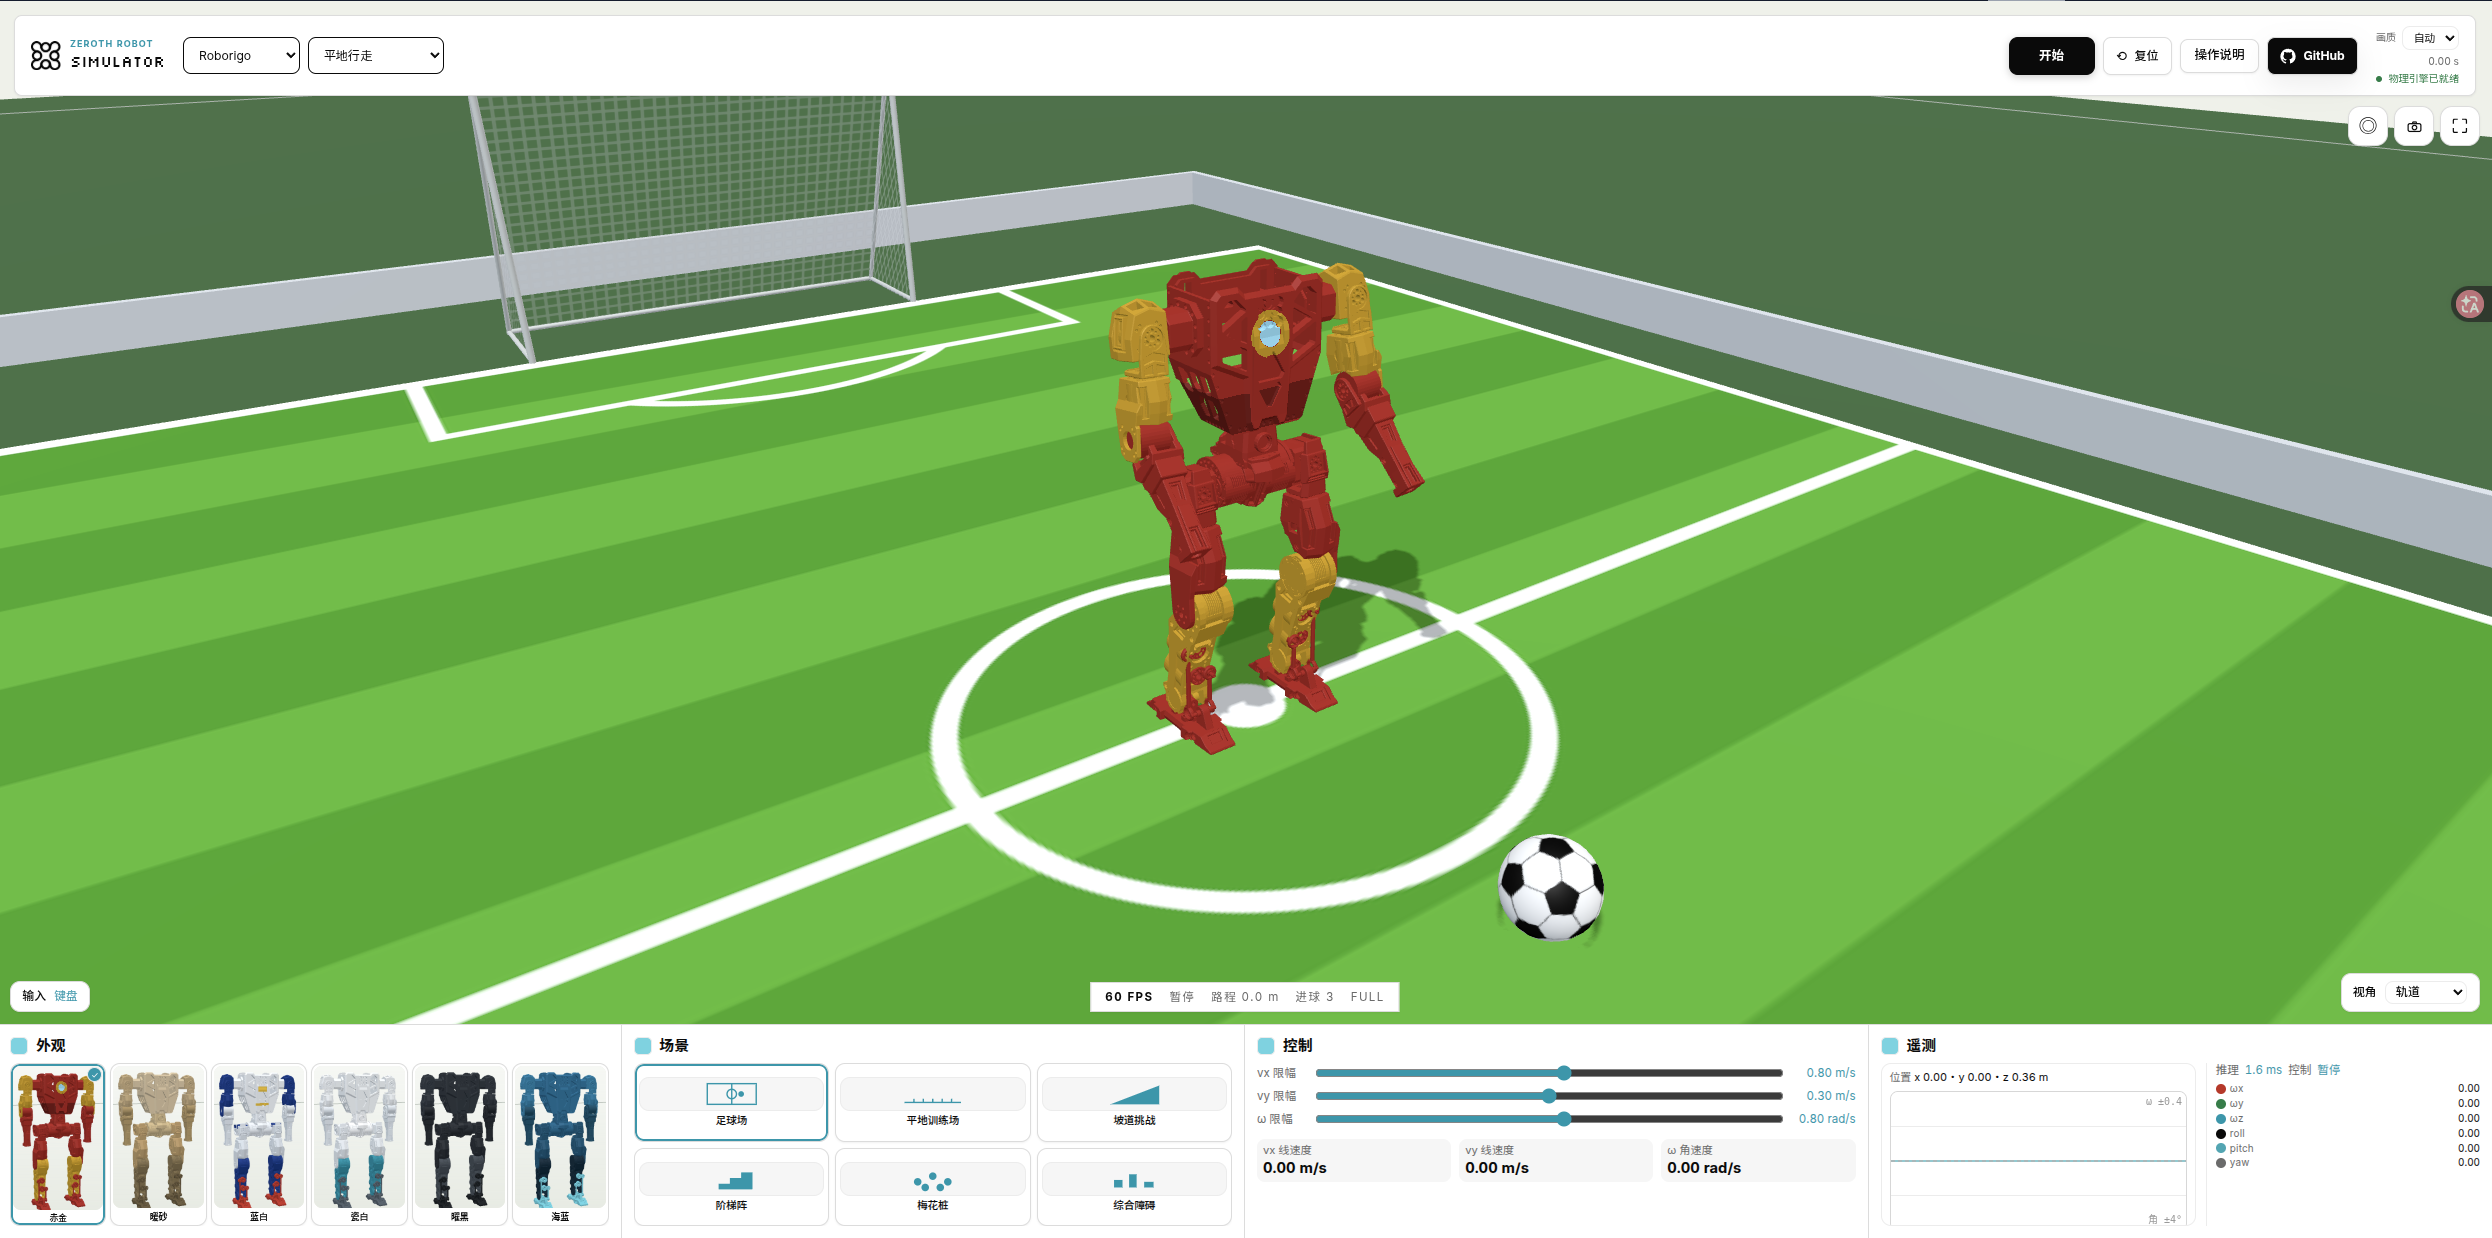 ZEROTH ROBOT
SIMULATOR
Roborigo
平地行走
开始
复位
操作说明
GitHub
画质 自动
0.00 s
物理引擎已就绪
输入 键盘
60 FPS 暂停 路程 0.0 m 进球 3 FULL
视角 轨道
外观
赤金
暖砂
蓝白
瓷白
曜黑
海蓝
场景
足球场
平地训练场
坡道挑战
阶梯阵
梅花桩
综合障碍
控制
vx 限幅 0.80 m/s
vy 限幅 0.30 m/s
ω 限幅 0.80 rad/s
vx 线速度
0.00 m/s
vy 线速度
0.00 m/s
ω 角速度
0.00 rad/s
遥测
位置 x 0.00 · y 0.00 · z 0.36 m
ω ±0.4
角 ±4°
推理 1.6 ms 控制 暂停
ωx 0.00
ωy 0.00
ωz 0.00
roll 0.00
pitch 0.00
yaw 0.00